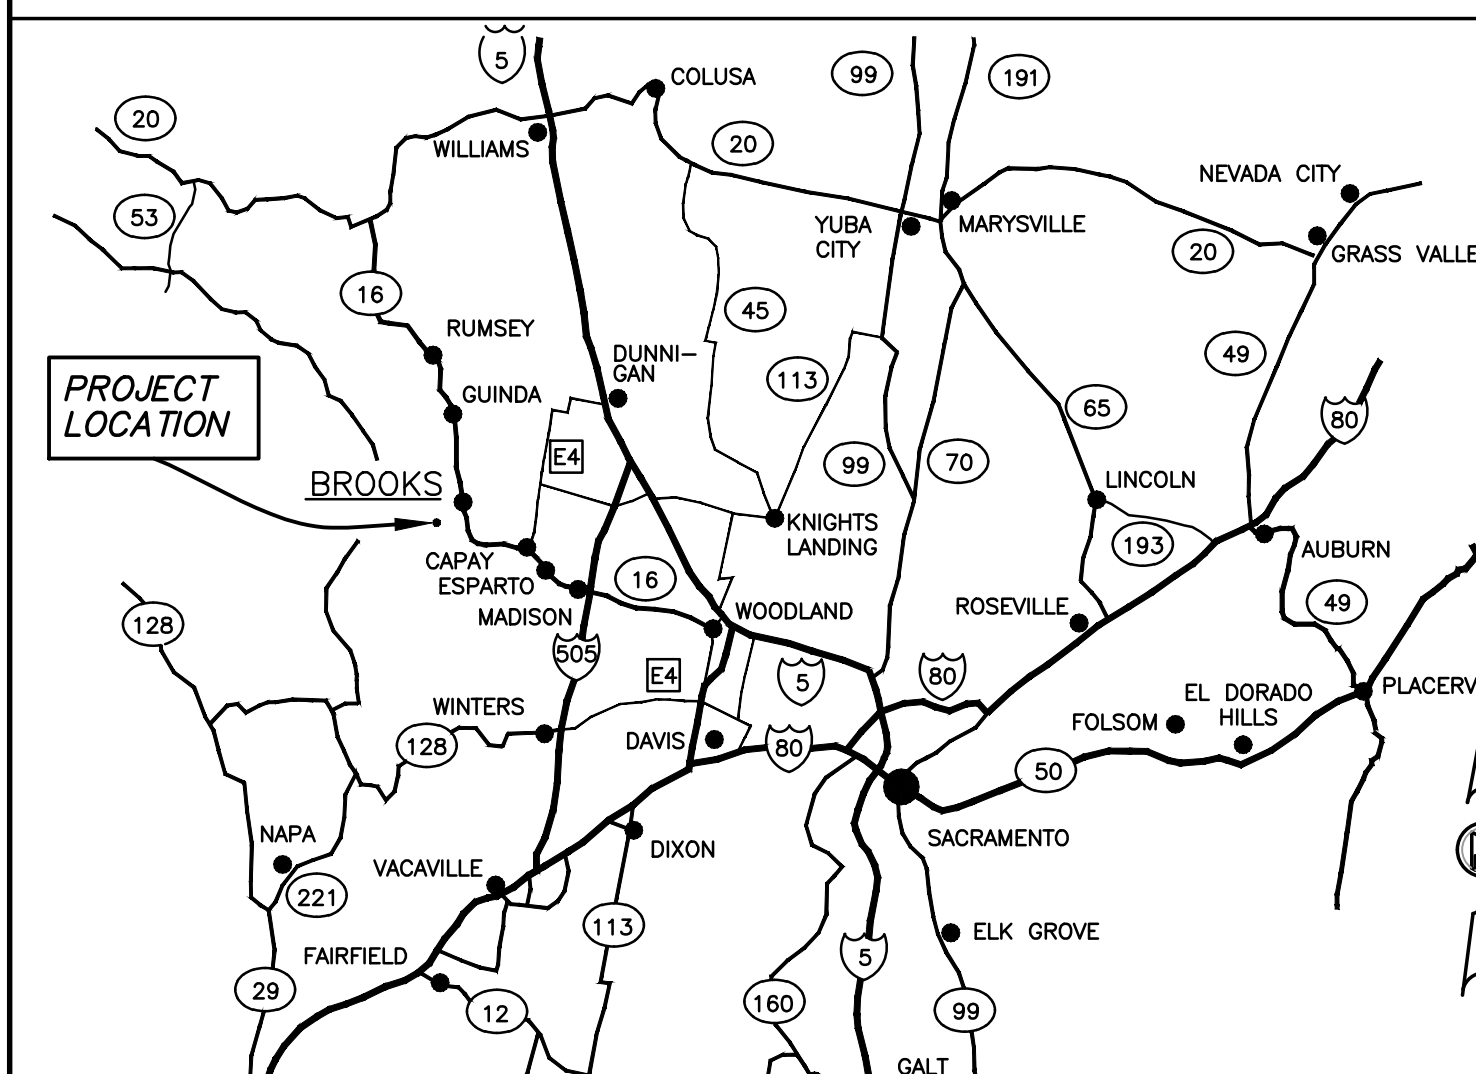 5
COLUSA
99
191
20
WILLIAMS
20
NEVADA CITY
53
YUBA
CITY
MARYSVILLE
20
GRASS VALLE
16
45
RUMSEY
DUNNI-
GAN
49
PROJECT
LOCATION
GUINDA
113
65
80
E4
99
70
BROOKS
LINCOLN
KNIGHTS
LANDING
193
AUBURN
CAPAY
ESPARTO
16
MADISON
WOODLAND
ROSEVILLE
49
128
505
E4
5
80
PLACERV
EL DORADO
HILLS
WINTERS
FOLSOM
128
DAVIS
80
50
NAPA
SACRAMENTO
DIXON
VACAVILLE
221
113
ELK GROVE
FAIRFIELD
5
29
12
160
99
GALT